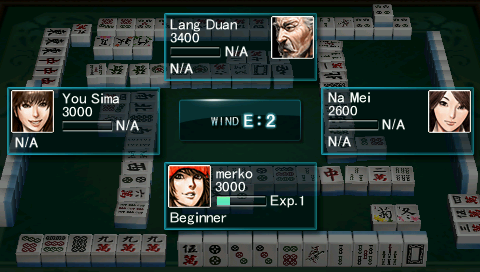 Lang Duan
3400
N/A
N/A
You Sima
3000
N/A
N/A
WIND E:2
Na Mei
2600
N/A
N/A
merko
3000
Exp.1
Beginner